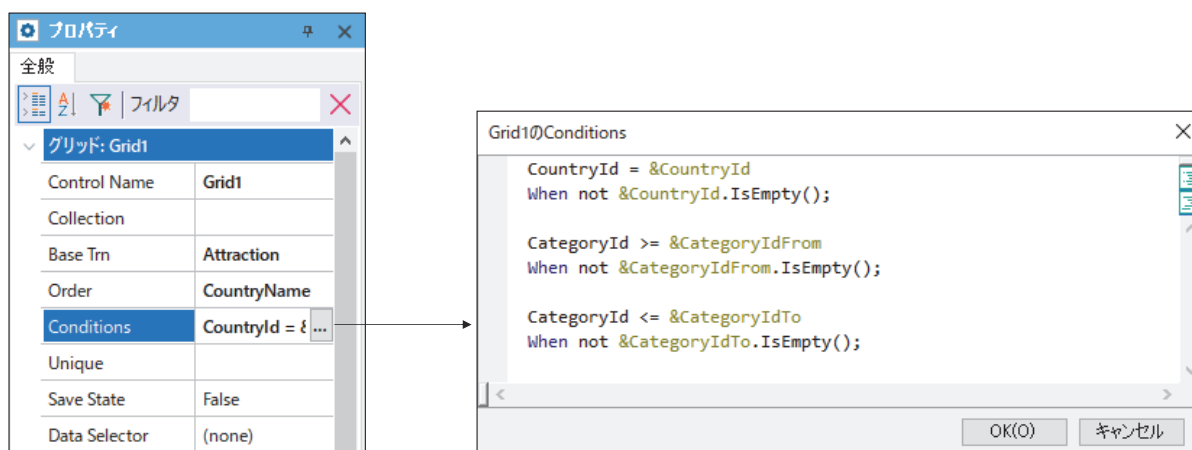 プロパティ
全般
フィルタ
グリッド: Grid1
Control Name Grid1
Collection
Base Trn Attraction
Order CountryName
Conditions CountryId = & ...
Unique
Save State False
Data Selector (none)
Grid1のConditions
CountryId = &CountryId
When not &CountryId.IsEmpty();
CategoryId >= &CategoryIdFrom
When not &CategoryIdFrom.IsEmpty();
CategoryId <= &CategoryIdTo
When not &CategoryIdTo.IsEmpty();
OK(O) キャンセル